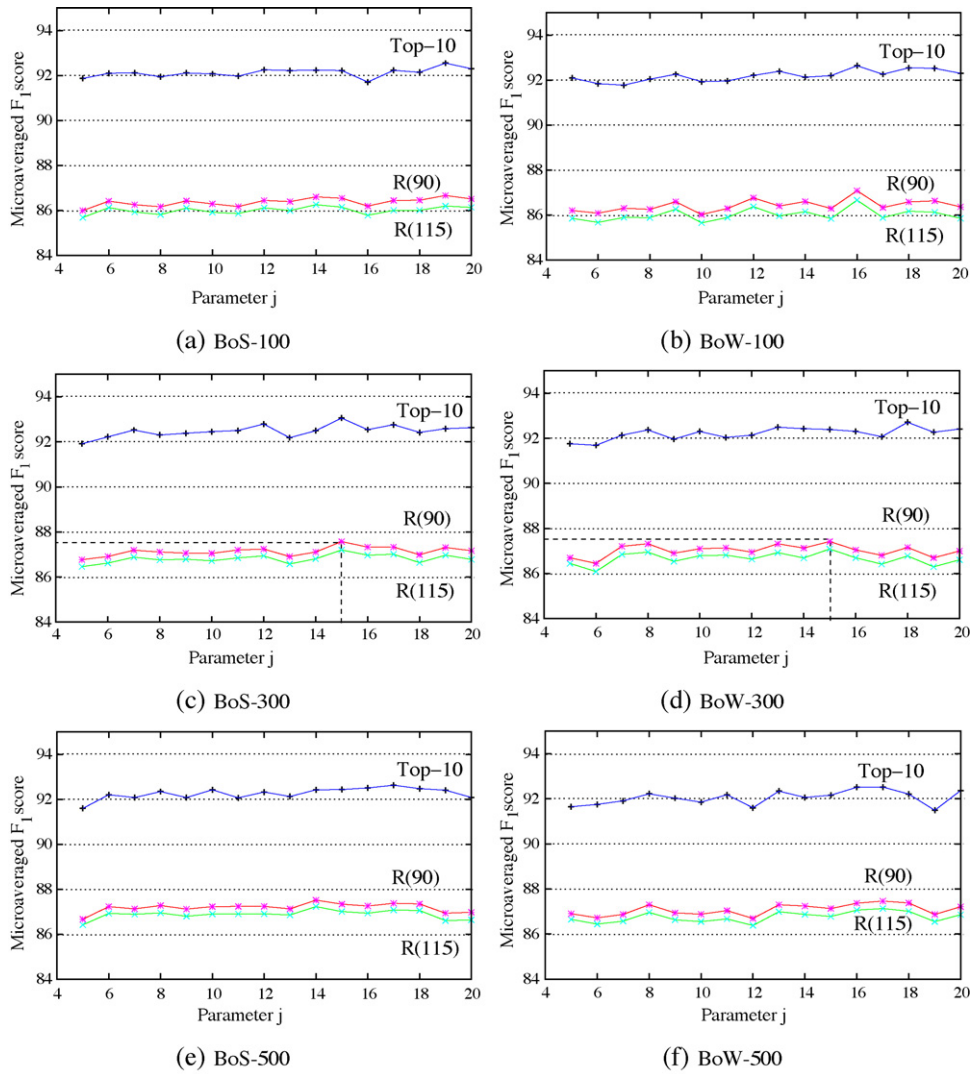 Microaveraged F1 score
94
92
90
88
86
84
Top–10
R(90)
R(115)
4 6 8 10 12 14 16 18 20
Parameter j
(a) BoS-100
Microaveraged F1 score
94
92
90
88
86
84
Top–10
R(90)
R(115)
4 6 8 10 12 14 16 18 20
Parameter j
(b) BoW-100
Microaveraged F1 score
94
92
90
88
86
84
Top–10
R(90)
R(115)
4 6 8 10 12 14 16 18 20
Parameter j
(c) BoS-300
Microaveraged F1 score
94
92
90
88
86
84
Top–10
R(90)
R(115)
4 6 8 10 12 14 16 18 20
Parameter j
(d) BoW-300
Microaveraged F1 score
94
92
90
88
86
84
Top–10
R(90)
R(115)
4 6 8 10 12 14 16 18 20
Parameter j
(e) BoS-500
Microaveraged F1 score
94
92
90
88
86
84
Top–10
R(90)
R(115)
4 6 8 10 12 14 16 18 20
Parameter j
(f) BoW-500